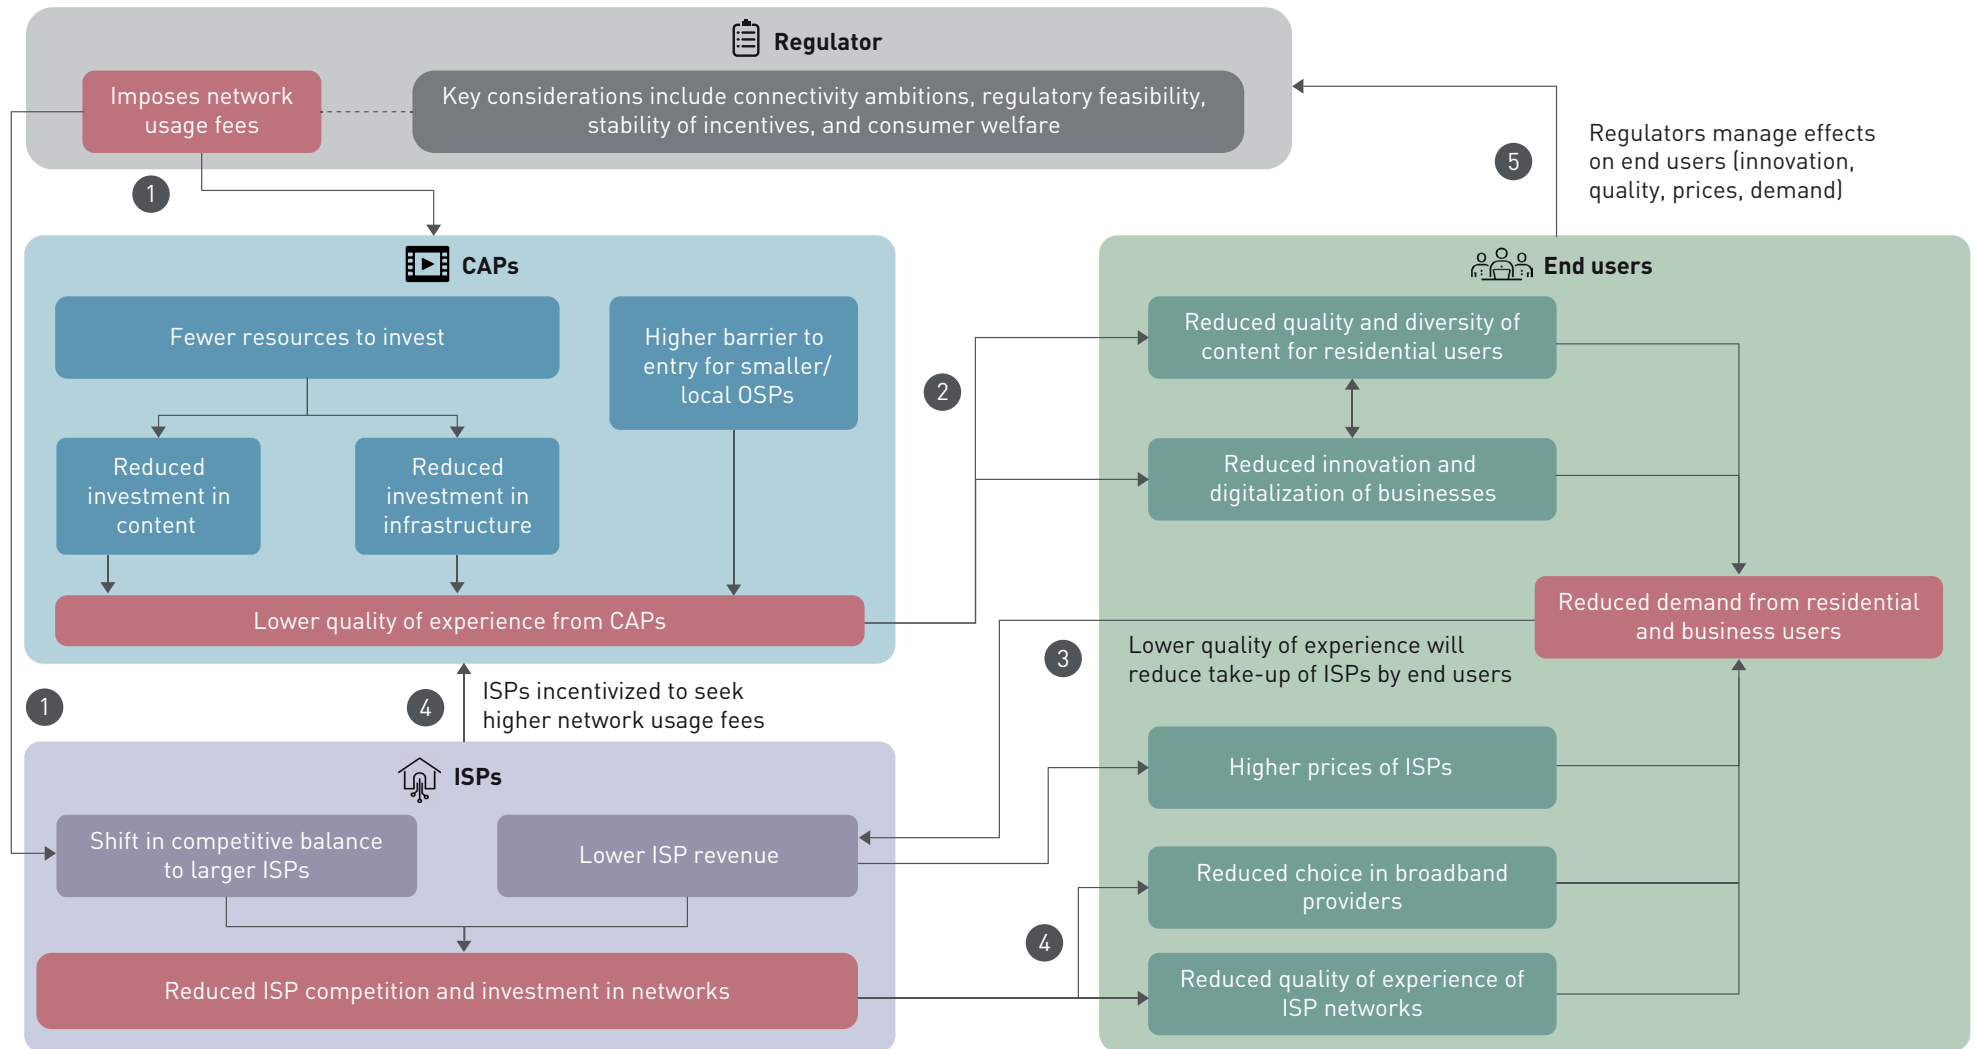 Regulator
Imposes network
usage fees
Key considerations include connectivity ambitions, regulatory feasibility,
stability of incentives, and consumer welfare
1
5
Regulators manage effects
on end users (innovation,
quality, prices, demand)
CAPs
Fewer resources to invest
Higher barrier to
entry for smaller/
local OSPs
Reduced
investment in
content
Reduced
investment in
infrastructure
Lower quality of experience from CAPs
2
End users
Reduced quality and diversity of
content for residential users
Reduced innovation and
digitalization of businesses
Reduced demand from residential
and business users
3
Lower quality of experience will
reduce take-up of ISPs by end users
1
4
ISPs incentivized to seek
higher network usage fees
ISPs
Shift in competitive balance
to larger ISPs
Lower ISP revenue
Reduced ISP competition and investment in networks
4
Higher prices of ISPs
Reduced choice in broadband
providers
Reduced quality of experience of
ISP networks